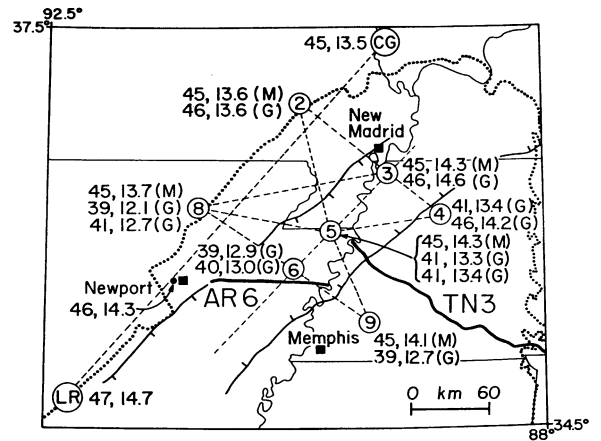 92.5°
37.5°
45, 13.5 CG
45, 13.6 (M)
46, 13.6 (G)
2
New
Madrid
3
45, 14.3 (M)
46, 14.6 (G)
45, 13.7 (M)
39, 12.1 (G)
41, 12.7 (G)
8
4
41, 13.4 (G)
46, 14.2 (G)
5
45, 14.3 (M)
41, 13.3 (G)
41, 13.4 (G)
39, 12.9 (G)
40, 13.0 (G)
6
Newport
46, 14.3
AR6
TN3
9
45, 14.1 (M)
39, 12.7 (G)
Memphis
LR 47, 14.7
0 km 60
34.5°
88°